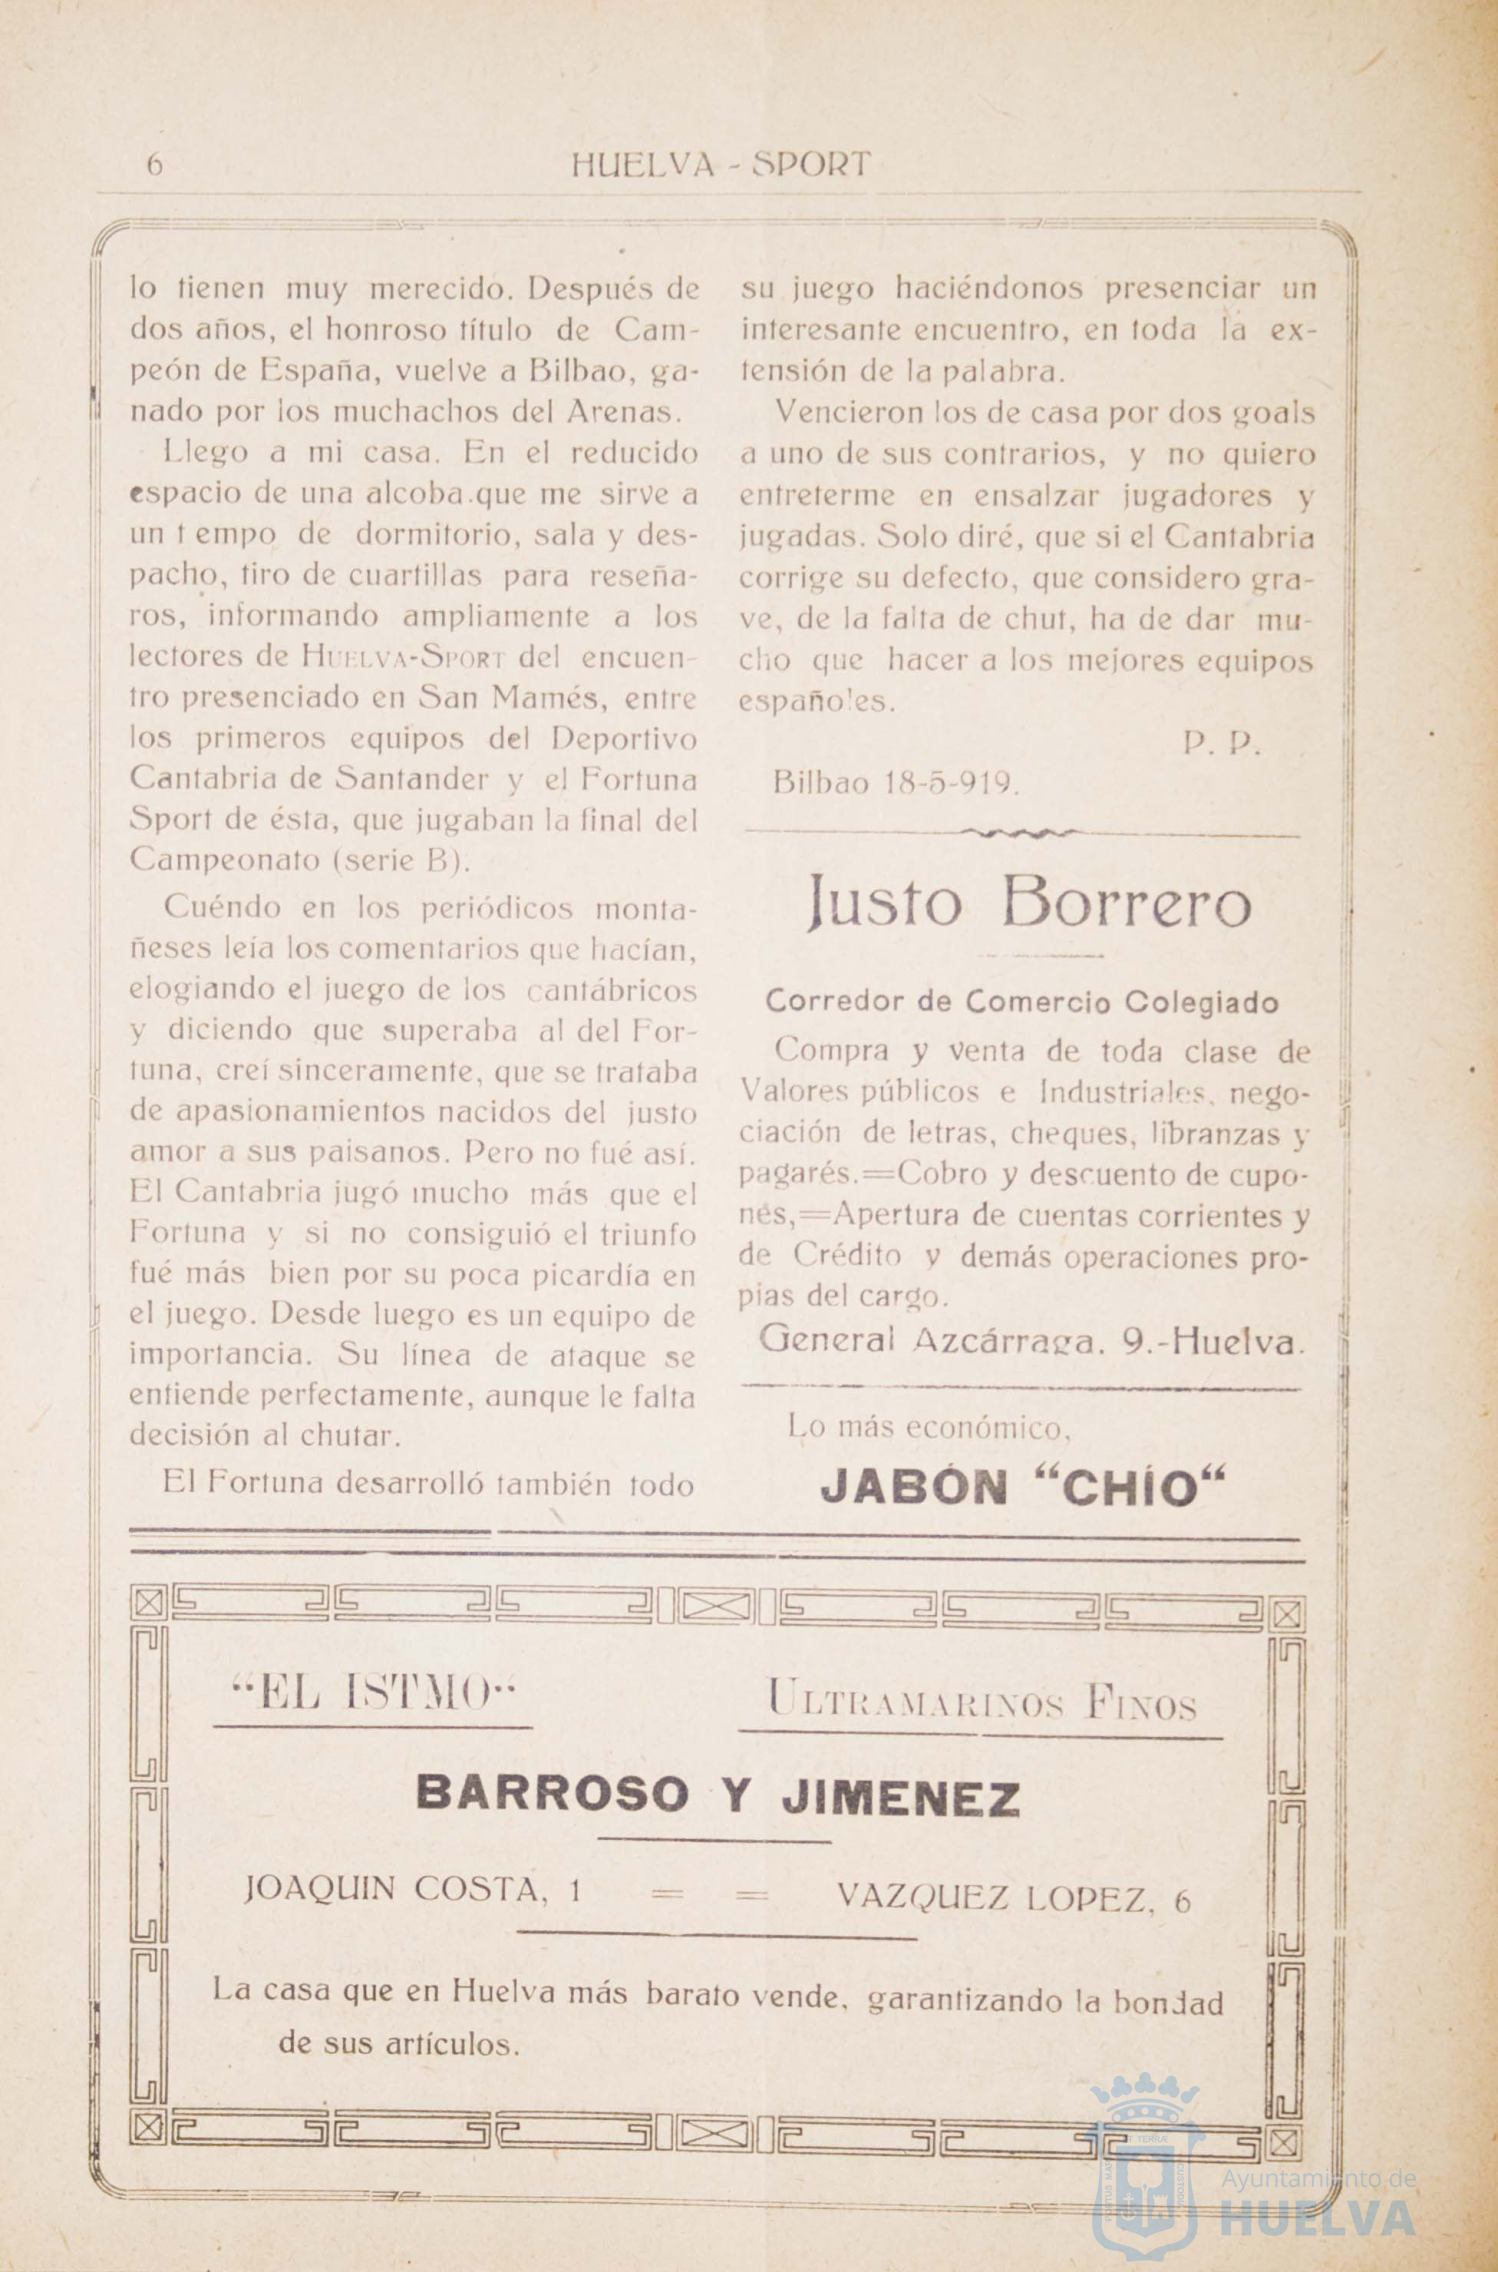 6
HUELVA - SPORT
lo tienen muy merecido. Después de
dos años, el honroso título de Cam-
peón de España, vuelve a Bilbao, ga-
nado por los muchachos del Arenas.
Llego a mi casa. En el reducido
espacio de una alcoba que me sirve a
un t empo de dormitorio, sala y des-
pacho, tiro de cuartillas para reseña-
ros, informando ampliamente a los
lectores de HUELVA-SPORT del encuen-
tro presenciado en San Mamés, entre
los primeros equipos del Deportivo
Cantabria de Santander y el Fortuna
Sport de ésta, que jugaban la final del
Campeonato (serie B).
Cuéndo en los periódicos monta-
ñeses leía los comentarios que hacían,
elogiando el juego de los cantábricos
y diciendo que superaba al del For-
tuna, creí sinceramente, que se trataba
de apasionamientos nacidos del justo
amor a sus paisanos. Pero no fué así.
El Cantabria jugó mucho más que el
Fortuna y si no consiguió el triunfo
fué más bien por su poca picardía en
el juego. Desde luego es un equipo de
importancia. Su línea de ataque se
entiende perfectamente, aunque le falta
decisión al chutar.
El Fortuna desarrolló también todo
su juego haciéndonos presenciar un
interesante encuentro, en toda la ex-
tensión de la palabra.
Vencieron los de casa por dos goals
a uno de sus contrarios, y no quiero
entreterme en ensalzar jugadores y
jugadas. Solo diré, que si el Cantabria
corrige su defecto, que considero gra-
ve, de la falta de chut, ha de dar mu-
cho que hacer a los mejores equipos
españoles.
P. P.
Bilbao 18-5-919.
Justo Borrero
Corredor de Comercio Colegiado
Compra y venta de toda clase de
Valores públicos e Industriales, nego-
ciación de letras, cheques, libranzas y
pagarés.=Cobro y descuento de cupo-
nes,=Apertura de cuentas corrientes y
de Crédito y demás operaciones pro-
pias del cargo.
General Azcárraga. 9.-Huelva.
Lo más económico,
JABÓN “CHÍO“
“EL ISTMO“
ULTRAMARINOS FINOS
BARROSO Y JIMENEZ
JOAQUIN COSTA, 1 = = VAZQUEZ LOPEZ, 6
La casa que en Huelva más barato vende, garantizando la bondad
de sus artículos.
Ayuntamiento de
HUELVA